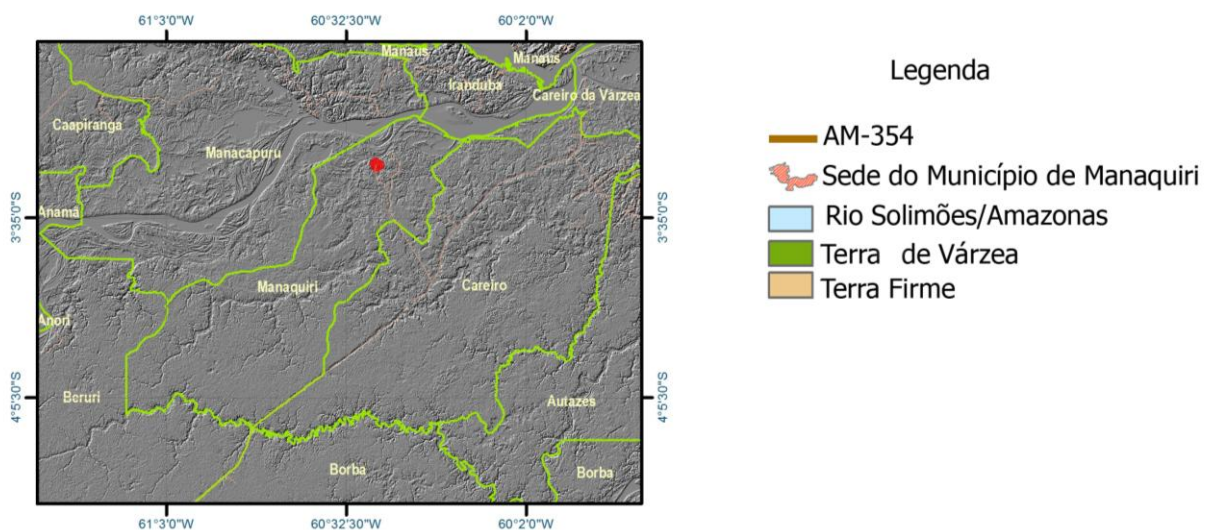 61°3'0"W 60°32'30"W 60°2'0"W
Manaus
Manaus
Iranduba
Careiro da Várzea
Caapiranga
Manacapuru
Anamã
3°35'0"S
3°35'0"S
Manaquiri
Careiro
Anori
Beruri
4°5'30"S
4°5'30"S
Autazes
Borba
Borba
61°3'0"W 60°32'30"W 60°2'0"W
Legenda
AM-354
Sede do Município de Manaquiri
Rio Solimões/Amazonas
Terra de Várzea
Terra Firme